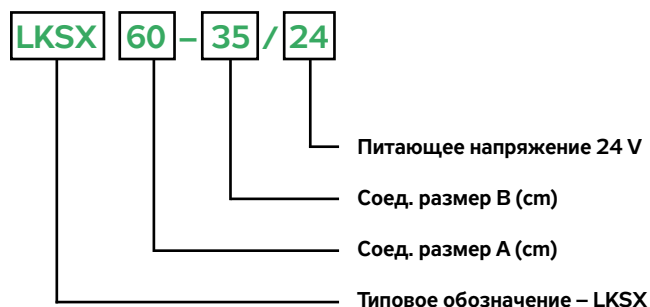 LKSX 60 – 35 / 24
Питающее напряжение 24 V
Соед. размер B (cm)
Соед. размер A (cm)
Типовое обозначение – LKSX